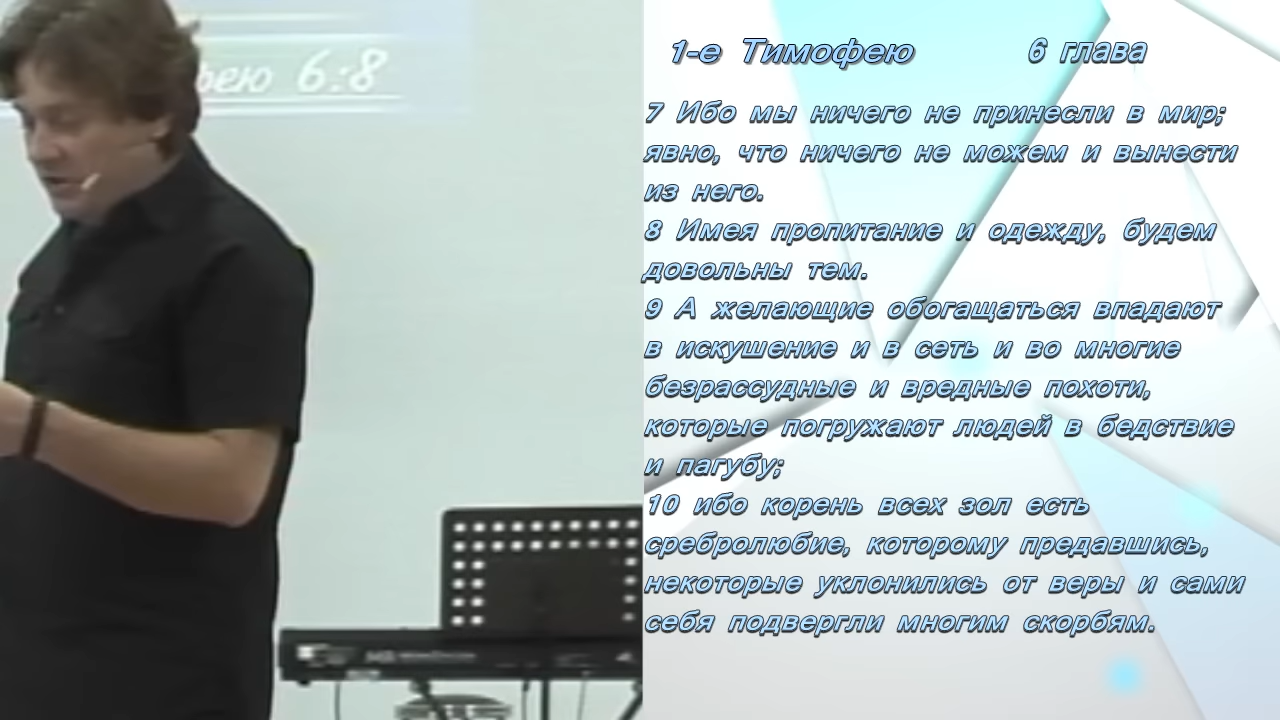 фею 6:8
1-е Тимофею 6 глава
7 Ибо мы ничего не принесли в мир;
явно, что ничего не можем и вынести
из него.
8 Имея пропитание и одежду, будем
довольны тем.
9 А желающие обогащаться впадают
в искушение и в сеть и во многие
безрассудные и вредные похоти,
которые погружают людей в бедствие
и пагубу;
10 ибо корень всех зол есть
сребролюбие, которому предавшись,
некоторые уклонились от веры и сами
себя подвергли многим скорбям.